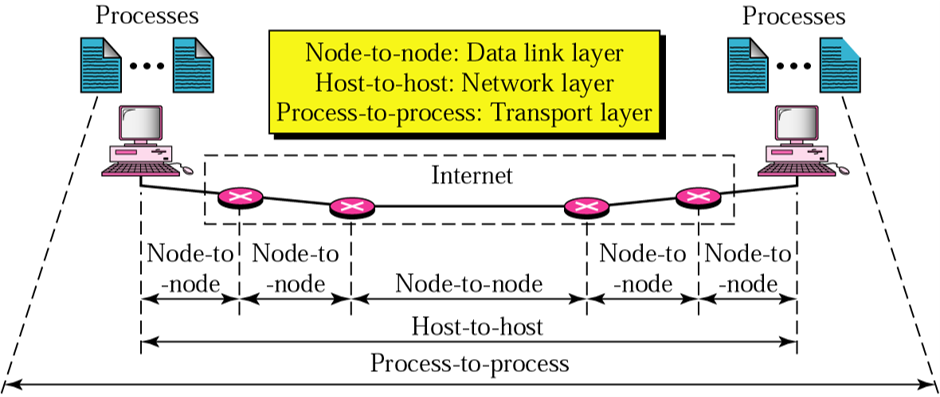 Processes
Processes
Node-to-node: Data link layer
Host-to-host: Network layer
Process-to-process: Transport layer
Internet
Node-to
-node
Node-to
-node
Node-to-node
Node-to
-node
Node-to
-node
Host-to-host
Process-to-process